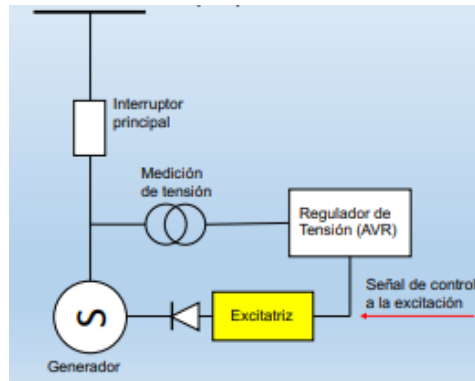 Interruptor
principal
Medición
de tensión
Regulador de
Tensión (AVR)
Señal de control
a la excitación
Excitatriz
Generador